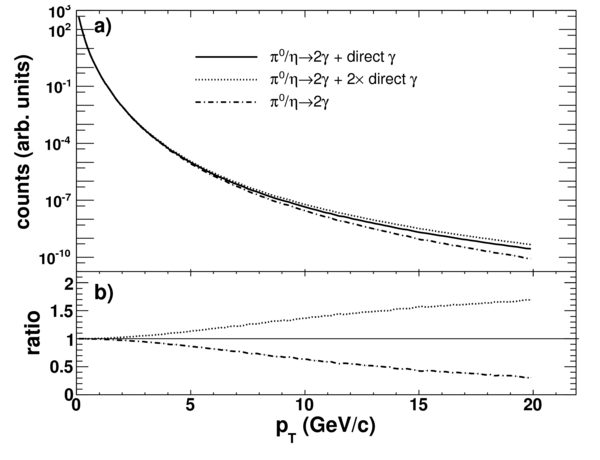 a)
π⁰/η→2γ + direct γ
π⁰/η→2γ + 2× direct γ
π⁰/η→2γ
counts (arb. units)
10³
10⁻¹
10⁻⁴
10⁻⁷
10⁻¹⁰
b)
ratio
2
1.5
1
0.5
0
0 5 10 15 20
p_T (GeV/c)